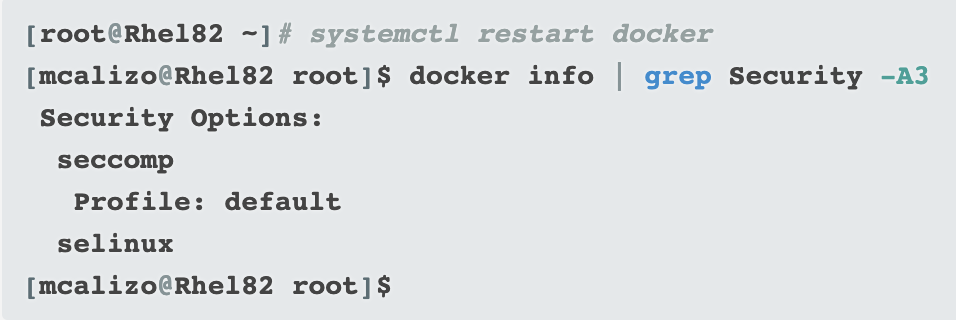 [root@Rhel82 ~]# systemctl restart docker
[mcalizo@Rhel82 root]$ docker info | grep Security -A3
Security Options:
seccomp
Profile: default
selinux
[mcalizo@Rhel82 root]$